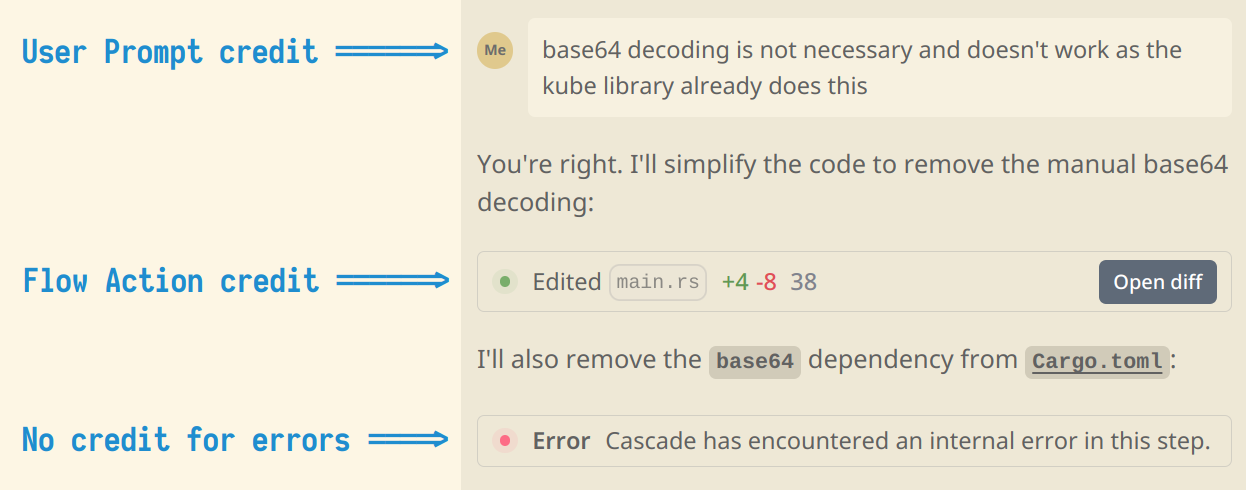 User Prompt credit
Me
base64 decoding is not necessary and doesn't work as the
kube library already does this
You're right. I'll simplify the code to remove the manual base64
decoding:
Flow Action credit
Edited main.rs +4 -8 38
Open diff
I'll also remove the base64 dependency from Cargo.toml:
No credit for errors
Error Cascade has encountered an internal error in this step.